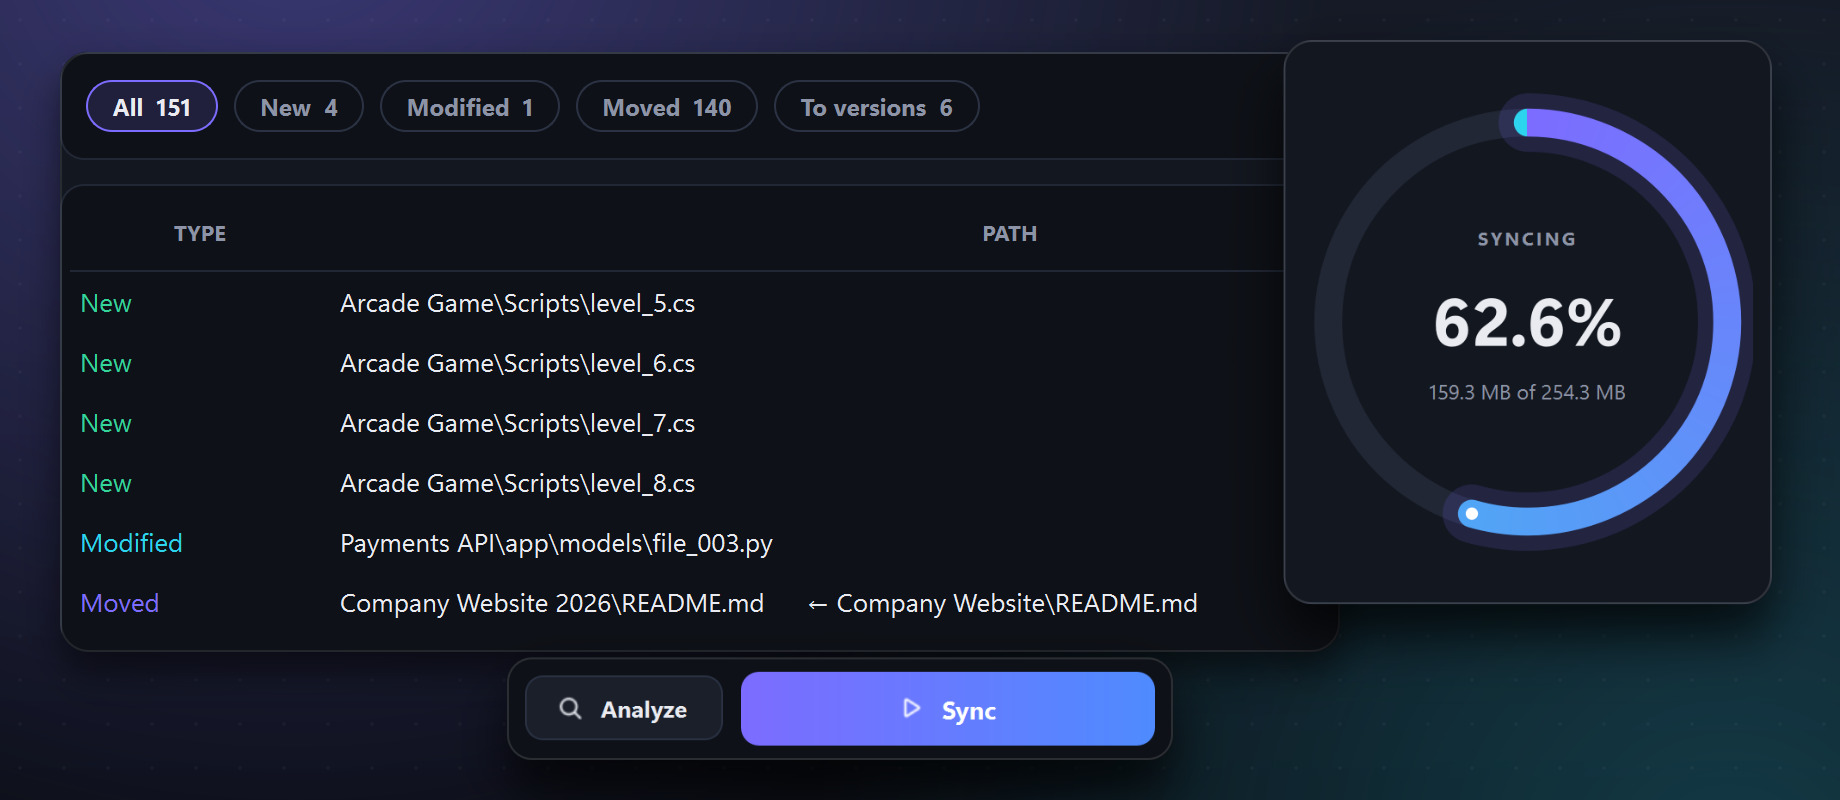 All 151
New 4
Modified 1
Moved 140
To versions 6
TYPE PATH
New Arcade Game\Scripts\level_5.cs
New Arcade Game\Scripts\level_6.cs
New Arcade Game\Scripts\level_7.cs
New Arcade Game\Scripts\level_8.cs
Modified Payments API\app\models\file_003.py
Moved Company Website 2026\README.md ← Company Website\README.md
SYNCING
62.6%
159.3 MB of 254.3 MB
Analyze
Sync